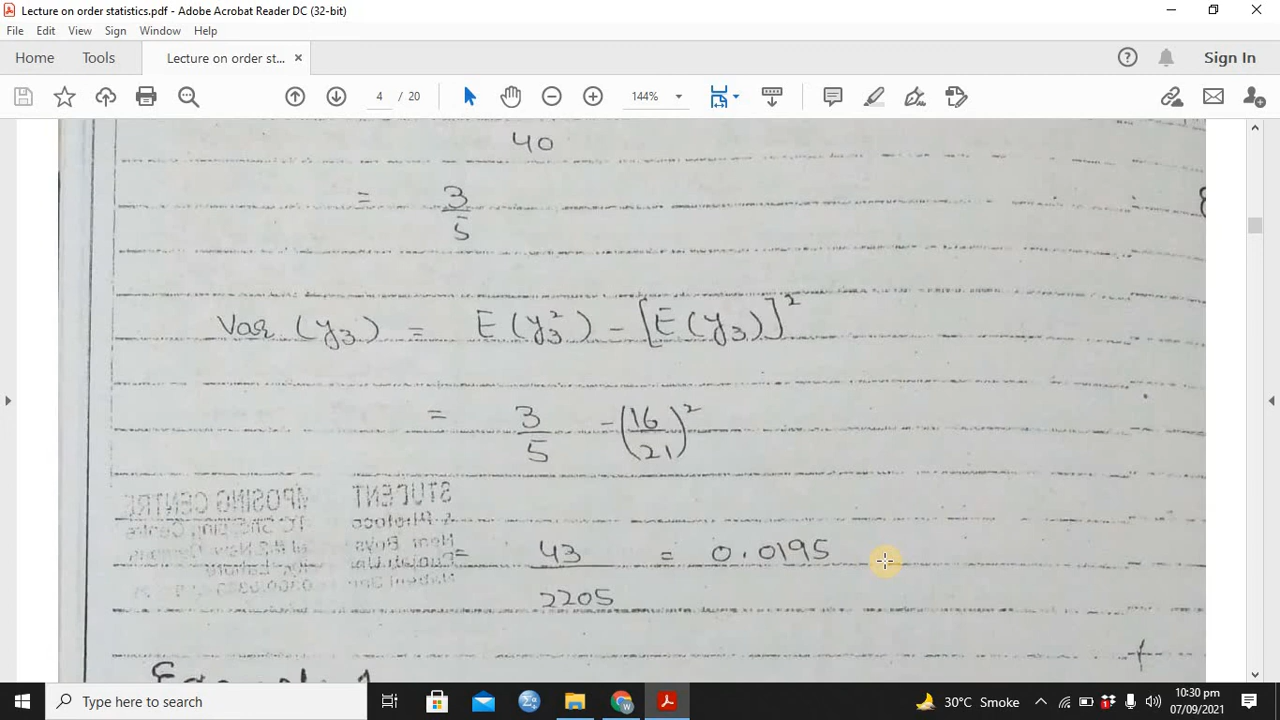 Lecture on order statistics.pdf - Adobe Acrobat Reader DC (32-bit)
File Edit View Sign Window Help
Home Tools Lecture on order st... × Sign In
4 / 20 144%
40
= 3/5
Var (y₃) = E(y₃²) - [E(y₃)]²
= 3/5 - (16/21)²
STUDENT
= 43/2205 = 0.0195
Type here to search
30°C Smoke
10:30 pm
07/09/2021